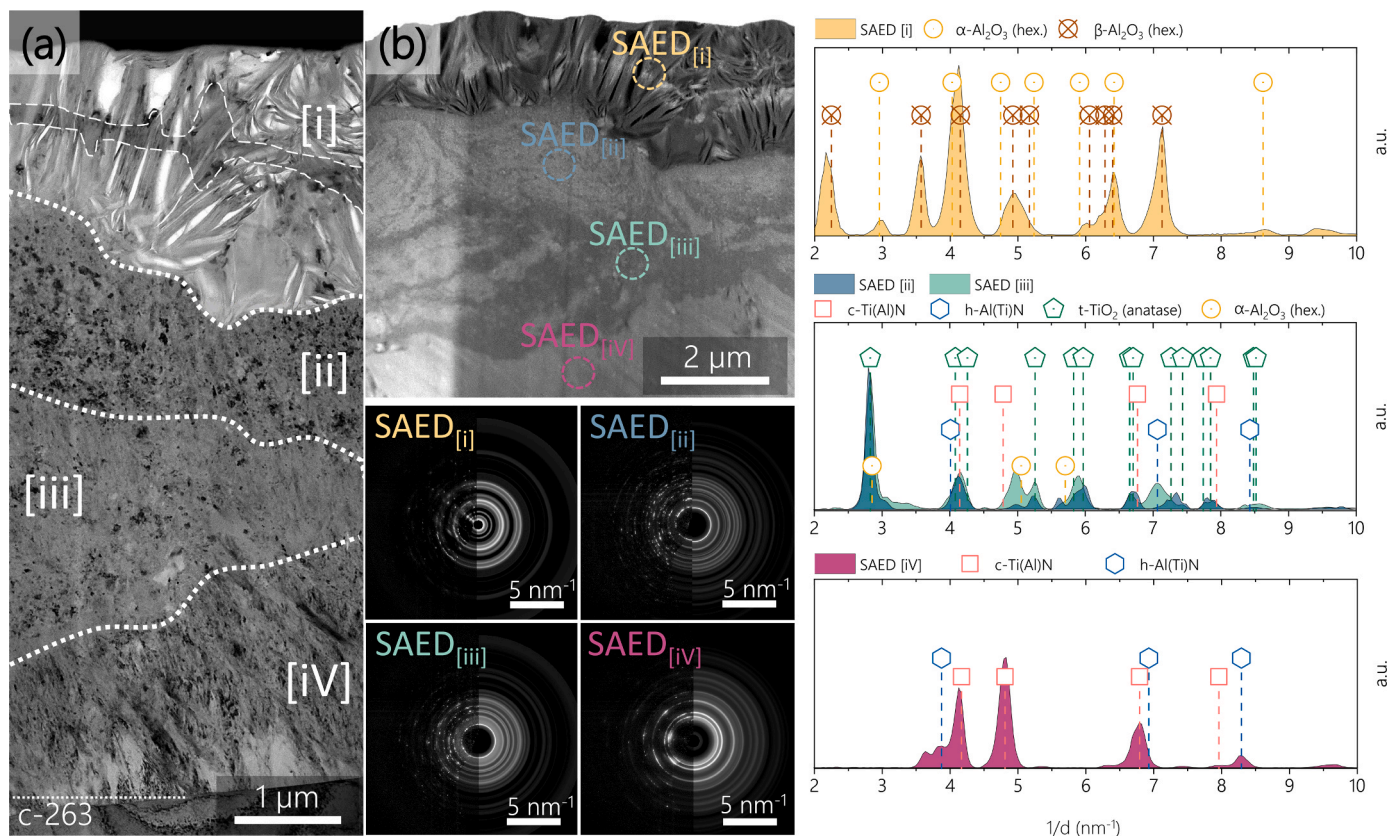 (a)
[i]
[ii]
[iii]
[iV]
c-263
1 µm
(b)
SAED[i]
SAED[ii]
SAED[iii]
SAED[iV]
2 µm
SAED[i]
5 nm⁻¹
SAED[ii]
5 nm⁻¹
SAED[iii]
5 nm⁻¹
SAED[iV]
5 nm⁻¹
SAED [i] α-Al₂O₃ (hex.) β-Al₂O₃ (hex.)
a.u.
2 3 4 5 6 7 8 9 10
SAED [ii] SAED [iii]
c-Ti(Al)N h-Al(Ti)N t-TiO₂ (anatase) α-Al₂O₃ (hex.)
a.u.
2 3 4 5 6 7 8 9 10
SAED [iV] c-Ti(Al)N h-Al(Ti)N
a.u.
2 3 4 5 6 7 8 9 10
1/d (nm⁻¹)